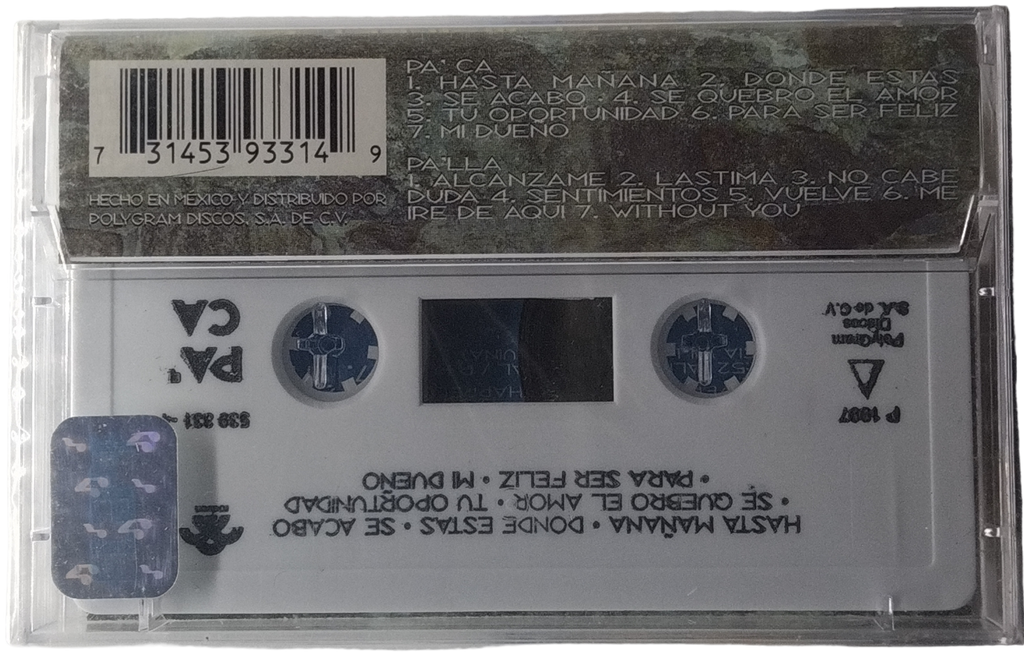 PA' CA
1. HASTA MAÑANA 2. DONDE ESTAS
3. SE ACABO 4. SE QUEBRO EL AMOR
5. TU OPORTUNIDAD 6. PARA SER FELIZ
7. MI DUEÑO
PA'LLA
1. ALCANZAME 2. LASTIMA 3. NO CABE
DUDA 4. SENTIMIENTOS 5. VUELVE 6. ME
IRE DE AQUI 7. WITHOUT YOU
7 31453 93314 9
HECHO EN MEXICO Y DISTRIBUIDO POR
POLYGRAM DISCOS, S.A. DE C.V.
HASTA MAÑANA • DONDE ESTAS • SE ACABO
• SE QUEBRO EL AMOR • TU OPORTUNIDAD
• PARA SER FELIZ • MI DUEÑO
P 1997
PolyGram
Discos
S.A. de C.V
PA'
CA